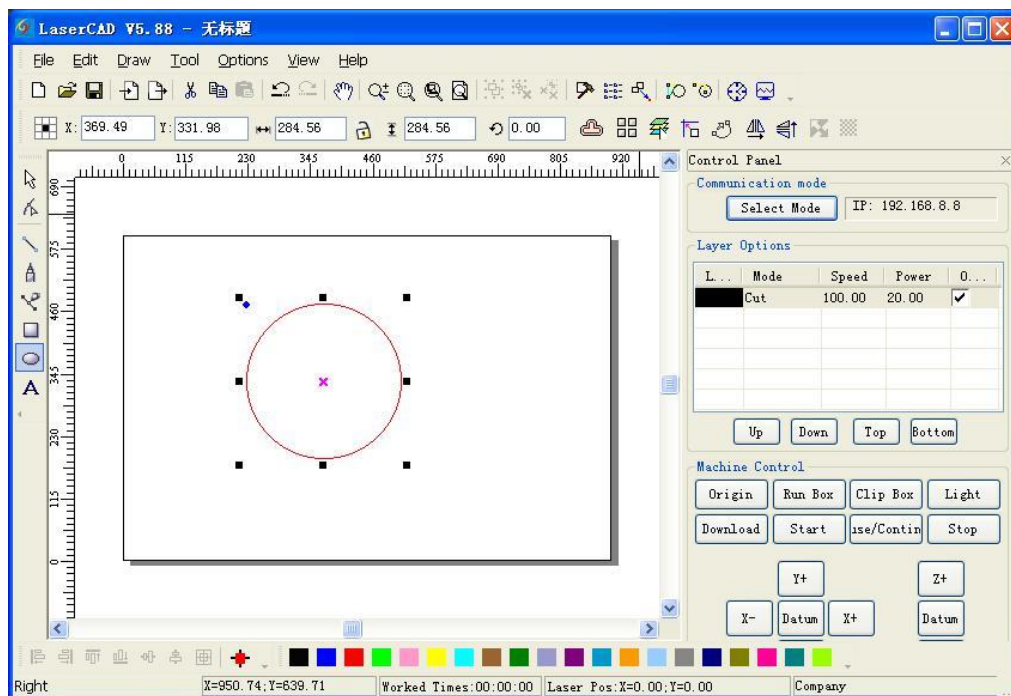 LaserCAD V5.88 - 无标题
File Edit Draw Tool Options View Help
X: 369.49 Y: 331.98 284.56 284.56 0.00
0 115 230 345 460 575 690 805 920
Control Panel
Communication mode
Select Mode IP: 192.168.8.8
Layer Options
L... Mode Speed Power O...
Cut 100.00 20.00
Up Down Top Bottom
Machine Control
Origin Run Box Clip Box Light
Download Start use/Contin Stop
Y+ Z+
X- Datum X+ Datum
690
575
460
345
230
115
0
A
Right X=950.74;Y=639.71 Worked Times:00:00:00 Laser Pos:X=0.00;Y=0.00 Company